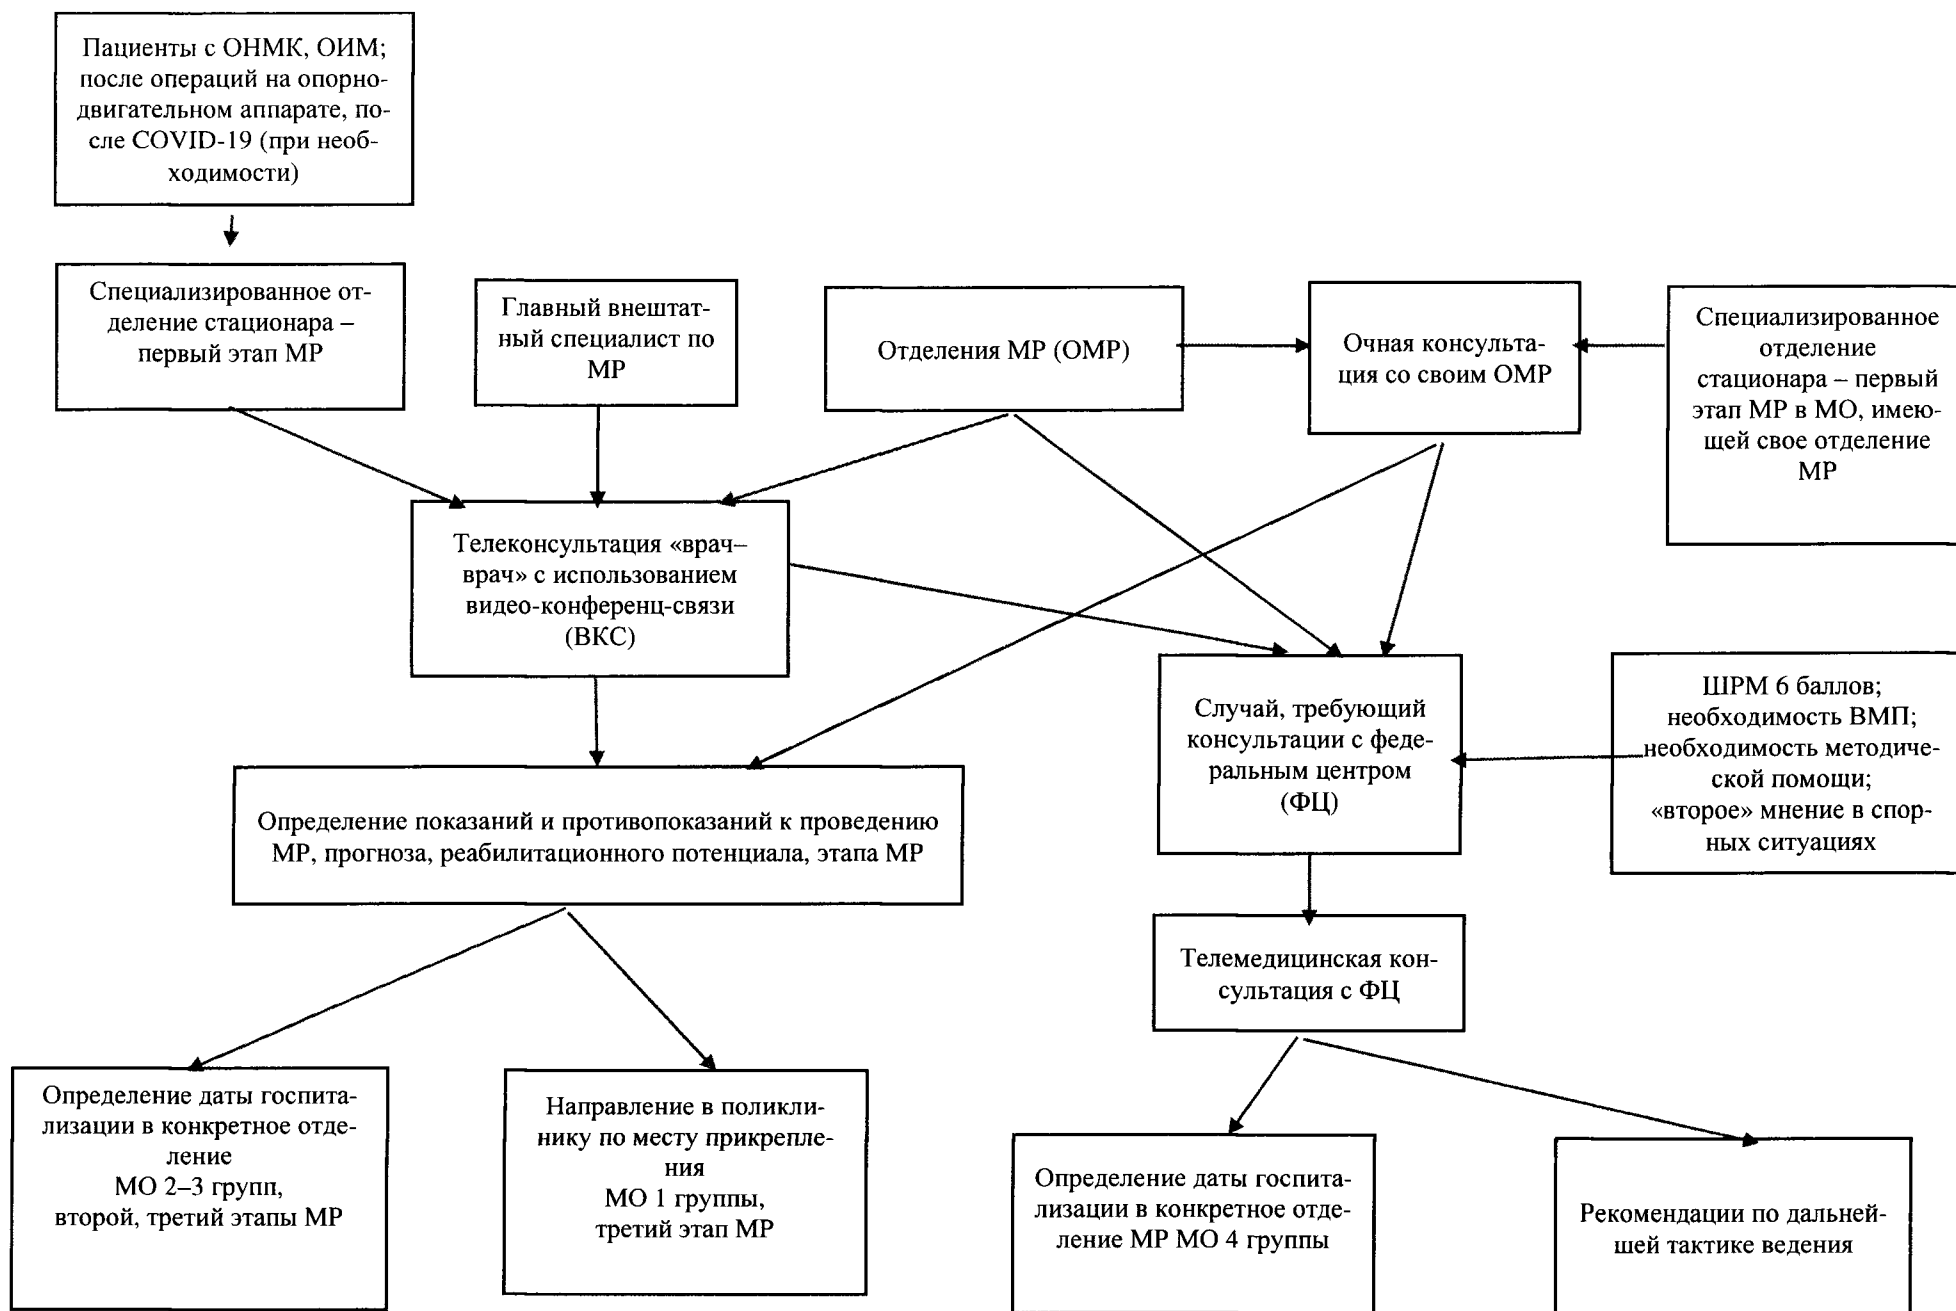 Пациенты с ОНМК, ОИМ;
после операций на опорно-
двигательном аппарате, по-
сле COVID-19 (при необ-
ходимости)
Специализированное от-
деление стационара –
первый этап МР
Главный внештат-
ный специалист по
МР
Отделения МР (ОМР)
Очная консульта-
ция со своим ОМР
Специализированное
отделение
стационара – первый
этап МР в МО, имею-
щей свое отделение
МР
Телеконсультация «врач–
врач» с использованием
видео-конференц-связи
(ВКС)
Случай, требующий
консультации с феде-
ральным центром
(ФЦ)
ШРМ 6 баллов;
необходимость ВМП;
необходимость методиче-
ской помощи;
«второе» мнение в спор-
ных ситуациях
Определение показаний и противопоказаний к проведению
МР, прогноза, реабилитационного потенциала, этапа МР
Телемедицинская кон-
сультация с ФЦ
Определение даты госпита-
лизации в конкретное отде-
ление
МО 2–3 групп,
второй, третий этапы МР
Направление в поликли-
нику по месту прикрепле-
ния
МО 1 группы,
третий этап МР
Определение даты госпита-
лизации в конкретное отде-
ление МР МО 4 группы
Рекомендации по дальней-
шей тактике ведения